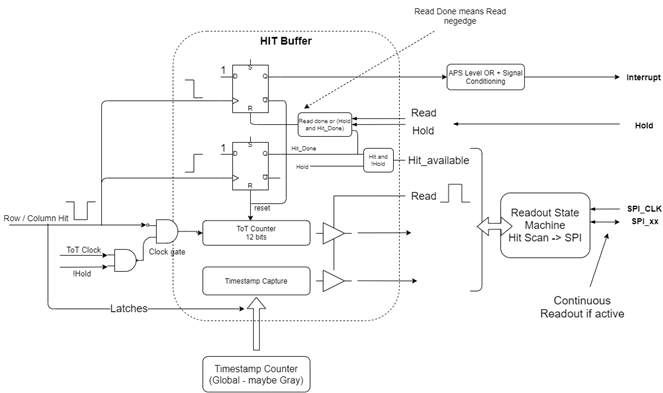 Read Done means Read
negedge
HIT Buffer
S
1
D
Q
Q
R
APS Level OR + Signal
Conditioning
Interrupt
Read done or (Hold
and Hit_Done)
Read
Hold
Hold
S
1
D
Q
Q
R
Hit_Done
Hold
Hit and
!Hold
Hit_available
reset
Read
Row / Column Hit
ToT Clock
!Hold
Clock gate
ToT Counter
12 bits
Readout State
Machine
Hit Scan -> SPI
SPI_CLK
SPI_xx
Timestamp Capture
Latches
Continuous
Readout if active
Timestamp Counter
(Global - maybe Gray)